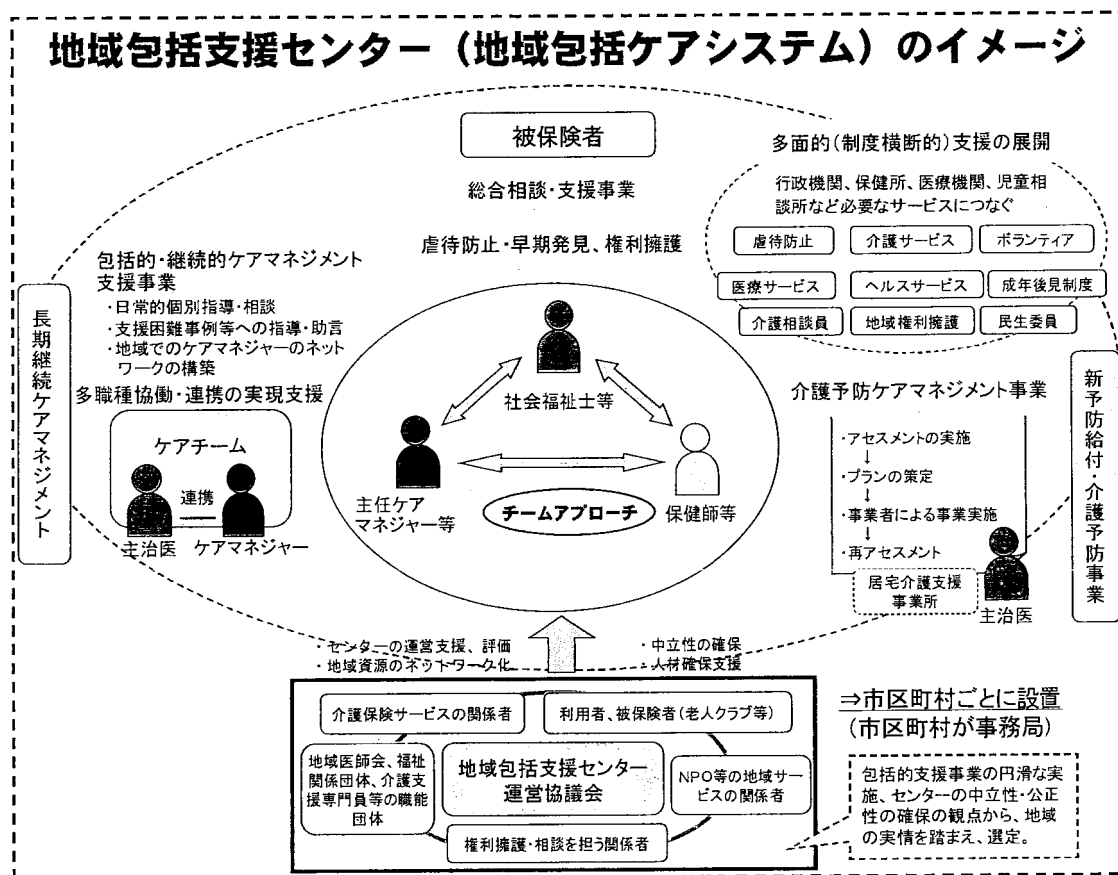 地域包括支援センター（地域包括ケアシステム）のイメージ
被保険者
総合相談・支援事業
虐待防止・早期発見、権利擁護
多面的（制度横断的）支援の展開
行政機関、保健所、医療機関、児童相
談所など必要なサービスにつなぐ
虐待防止
介護サービス
ボランティア
医療サービス
ヘルスサービス
成年後見制度
介護相談員
地域権利擁護
民生委員
長期継続ケアマネジメント
包括的・継続的ケアマネジメント
支援事業
・日常的個別指導・相談
・支援困難事例等への指導・助言
・地域でのケアマネジャーのネット
ワークの構築
多職種協働・連携の実現支援
ケアチーム
連携
主治医
ケアマネジャー
社会福祉士等
主任ケア
マネジャー等
チームアプローチ
保健師等
介護予防ケアマネジメント事業
・アセスメントの実施
↓
・プランの策定
↓
・事業者による事業実施
↓
・再アセスメント
居宅介護支援
事業所
主治医
新予防給付・介護予防事業
・センターの運営支援、評価
・地域資源のネットワーク化
・中立性の確保
・人材確保支援
介護保険サービスの関係者
利用者、被保険者（老人クラブ等）
地域医師会、福祉
関係団体、介護支
援専門員等の職能
団体
地域包括支援センター
運営協議会
NPO等の地域サー
ビスの関係者
権利擁護・相談を担う関係者
⇒市区町村ごとに設置
（市区町村が事務局）
包括的支援事業の円滑な実
施、センターの中立性・公正
性の確保の観点から、地域
の実情を踏まえ、選定。